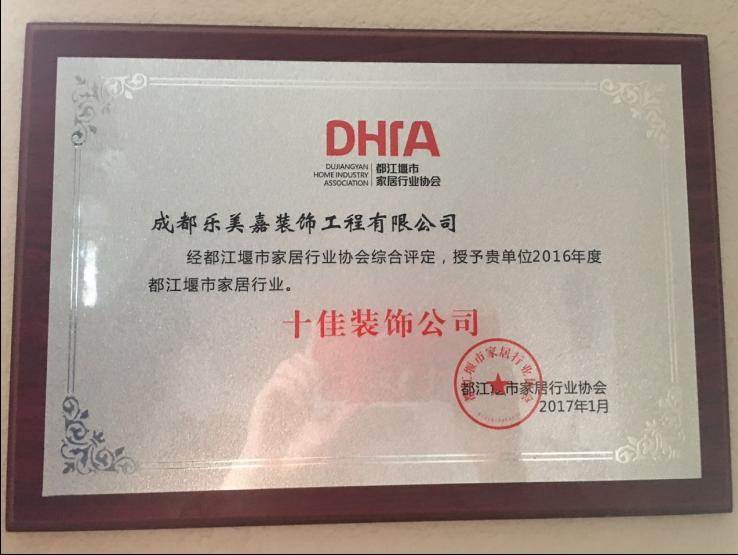 DHIA
DUJIANGYAN
HOME INDUSTRY
ASSOCIATION
都江堰市
家居行业协会
成都乐美嘉装饰工程有限公司
经都江堰市家居行业协会综合评定，授予贵单位2016年度
都江堰市家居行业。
十佳装饰公司
都江堰市家居行业协会
2017年1月